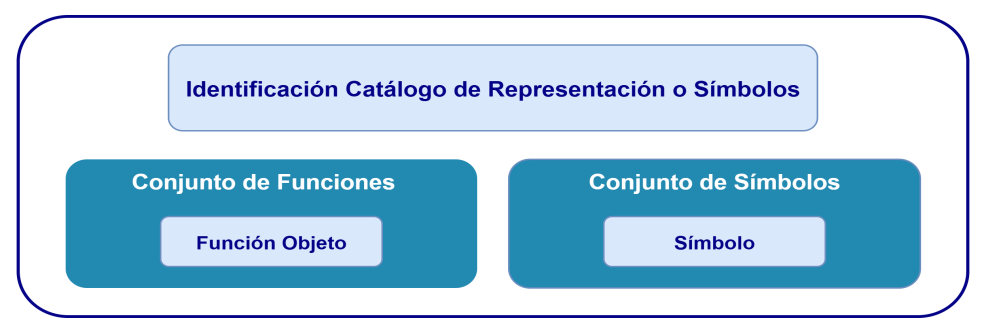 Identificación Catálogo de Representación o Símbolos
Conjunto de Funciones
Función Objeto
Conjunto de Símbolos
Símbolo